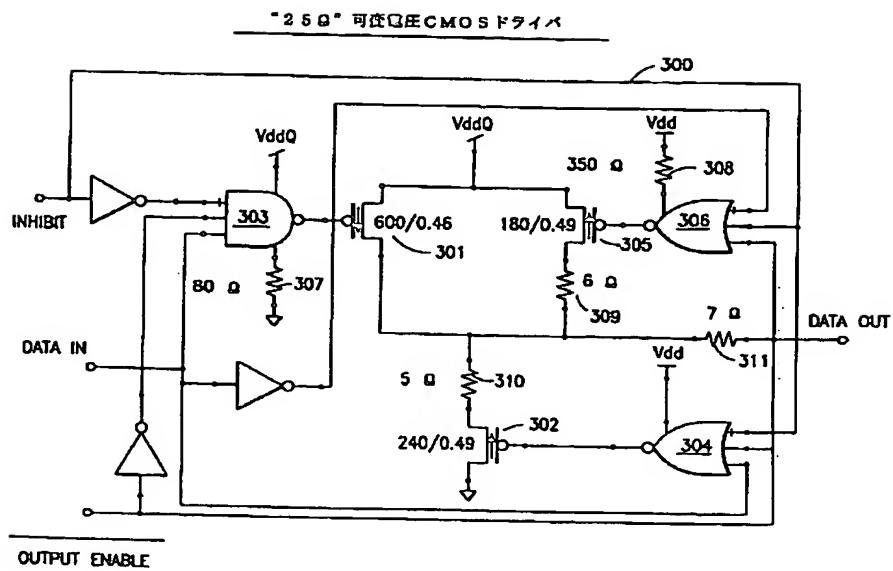 "25Ω" 可変電圧CMOSドライバ
300
VddQ
VddQ
Vdd
350 Ω
308
INHIBIT
303
600/0.46
301
180/0.49
305
306
80 Ω
307
6 Ω
309
7 Ω
311
DATA OUT
DATA IN
5 Ω
310
Vdd
302
240/0.49
304
OUTPUT ENABLE